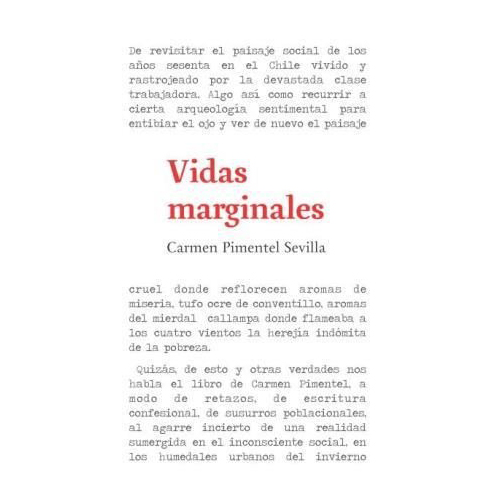 De revisitar el paisaje social de los
años sesenta en el Chile vivido y
rastrojeado por la devastada clase
trabajadora. Algo así como recurrir a
cierta arqueología sentimental para
entibiar el ojo y ver de nuevo el paisaje
Vidas
marginales
Carmen Pimentel Sevilla
cruel donde reflorecen aromas de
miseria, tufo ocre de conventillo, aromas
del mierdal callampa donde flameaba a
los cuatro vientos la herejía indómita
de la pobreza.
Quizás, de esto y otras verdades nos
habla el libro de Carmen Pimentel, a
modo de retazos, de escritura
confesional, de susurros poblacionales,
al agarre incierto de una realidad
sumergida en el inconsciente social, en
los humedales urbanos del invierno